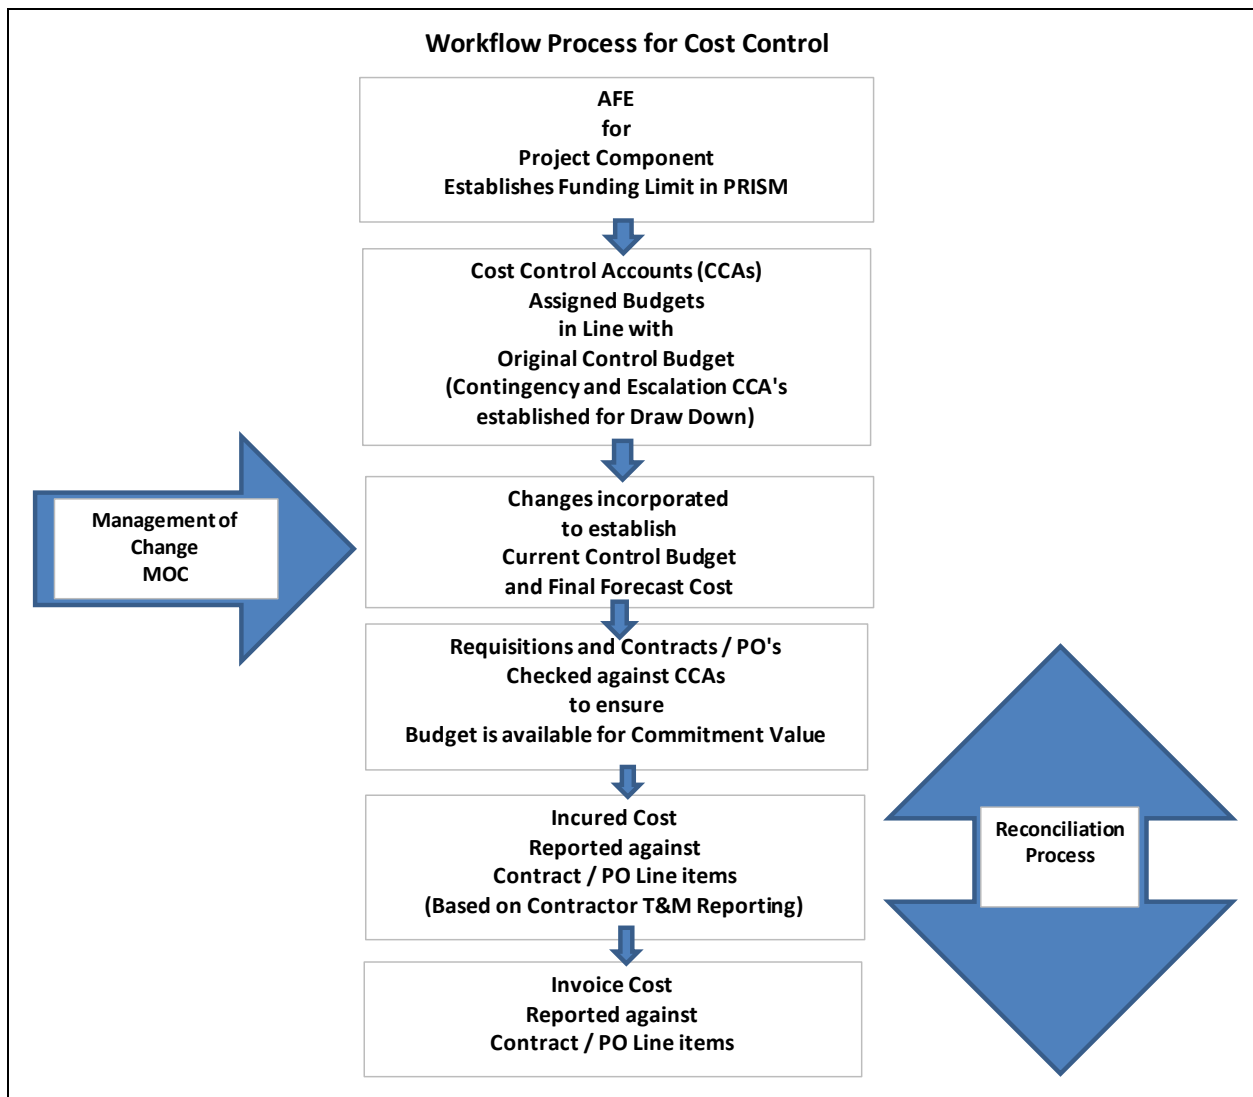 Workflow Process for Cost Control
AFE
for
Project Component
Establishes Funding Limit in PRISM
Cost Control Accounts (CCAs)
Assigned Budgets
in Line with
Original Control Budget
(Contingency and Escalation CCA's
established for Draw Down)
Management of
Change
MOC
Changes incorporated
to establish
Current Control Budget
and Final Forecast Cost
Requisitions and Contracts / PO's
Checked against CCAs
to ensure
Budget is available for Commitment Value
Incured Cost
Reported against
Contract / PO Line items
(Based on Contractor T&M Reporting)
Reconciliation
Process
Invoice Cost
Reported against
Contract / PO Line items